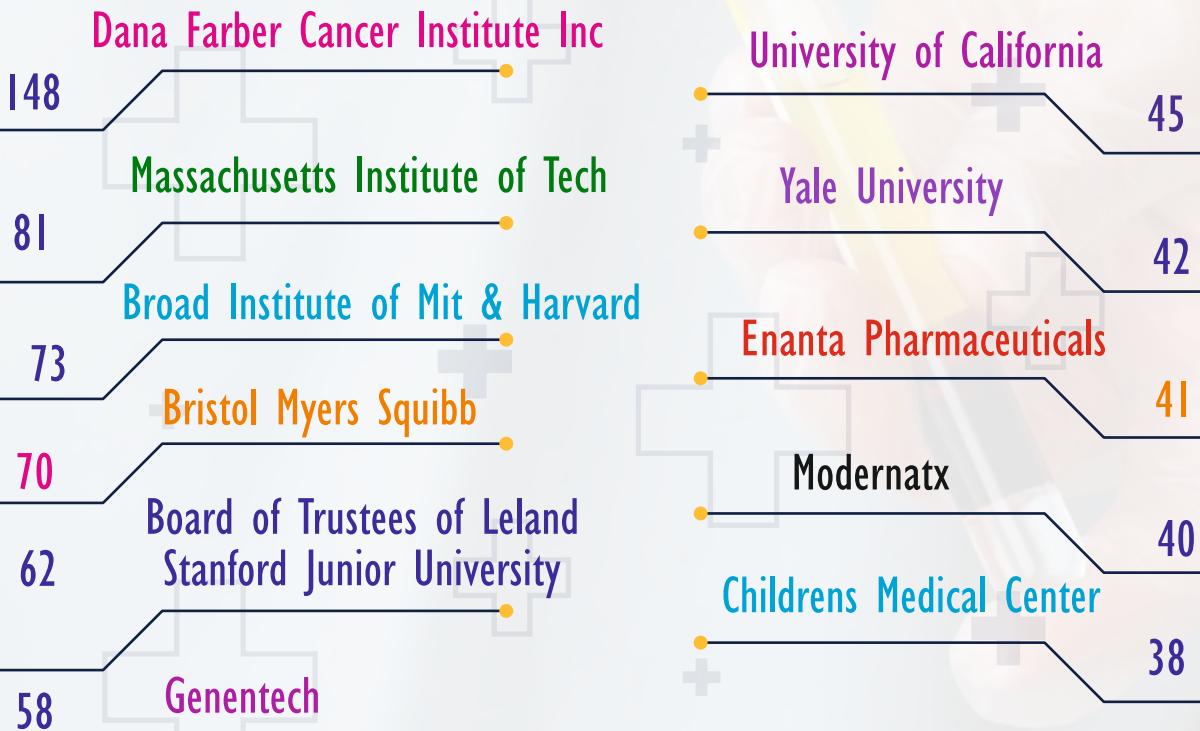 Dana Farber Cancer Institute Inc
148
Massachusetts Institute of Tech
81
Broad Institute of Mit & Harvard
73
Bristol Myers Squibb
70
Board of Trustees of Leland
Stanford Junior University
62
Genentech
58
University of California
45
Yale University
42
Enanta Pharmaceuticals
41
Modernatx
40
Childrens Medical Center
38